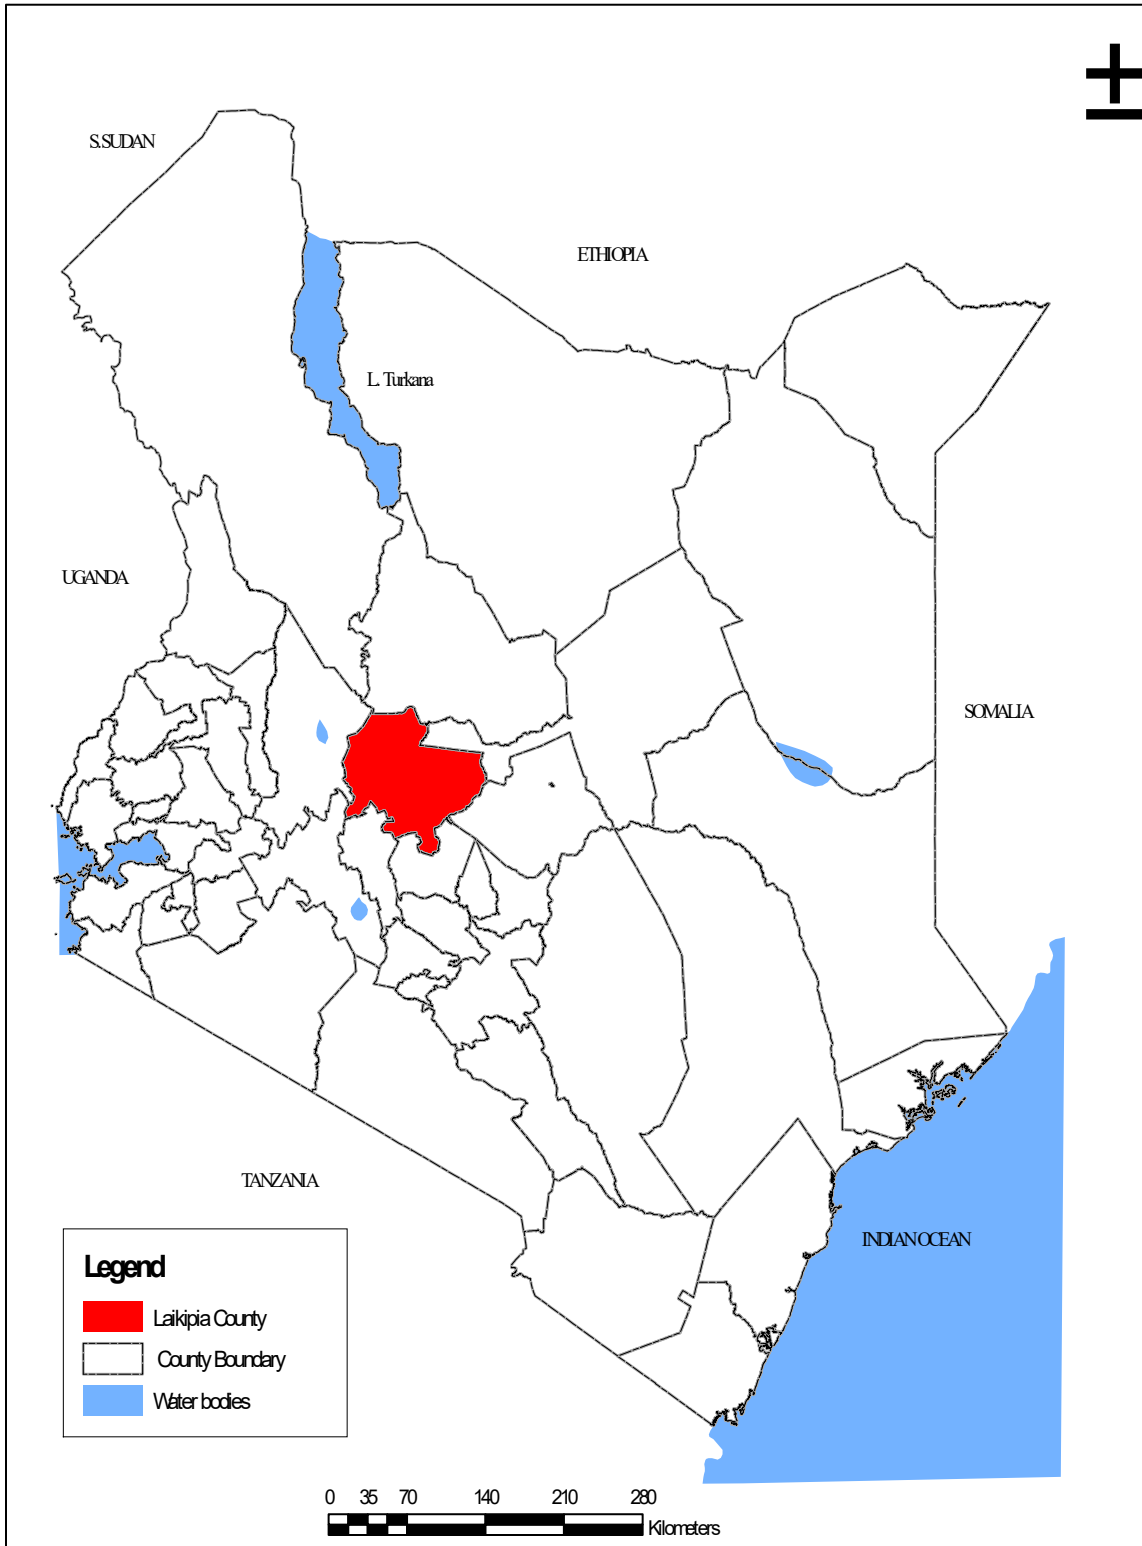 S.SUDAN
ETHIOPIA
L. Turkana
UGANDA
SOMALIA
TANZANIA
INDIAN OCEAN
Legend
Laikipia County
County Boundary
Water bodies
0 35 70 140 210 280
Kilometers